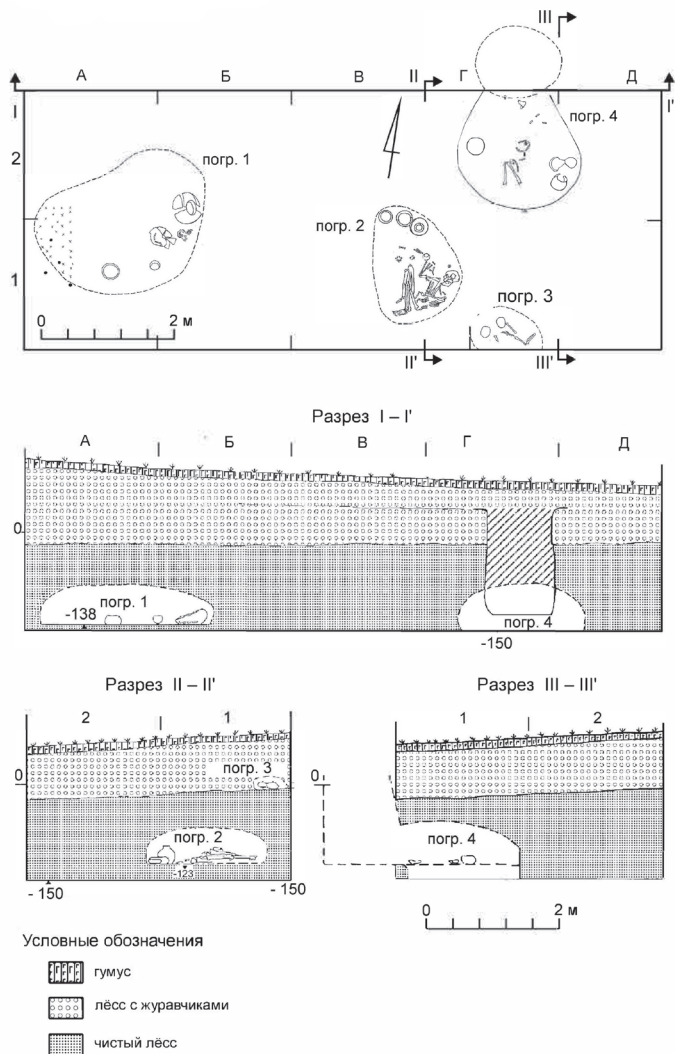 А Б В II Г III Д
I I'
погр. 4
2
погр. 1
погр. 2
1
погр. 3
0 2 м
II' III'
Разрез I – I'
А Б В Г Д
0
погр. 1
-138
погр. 4
-150
Разрез II – II' Разрез III – III'
2 1 1 2
погр. 3
0 0
погр. 2 погр. 4
-123
- 150 - 150
0 2 м
Условные обозначения
гумус
лёсс с журавчиками
чистый лёсс